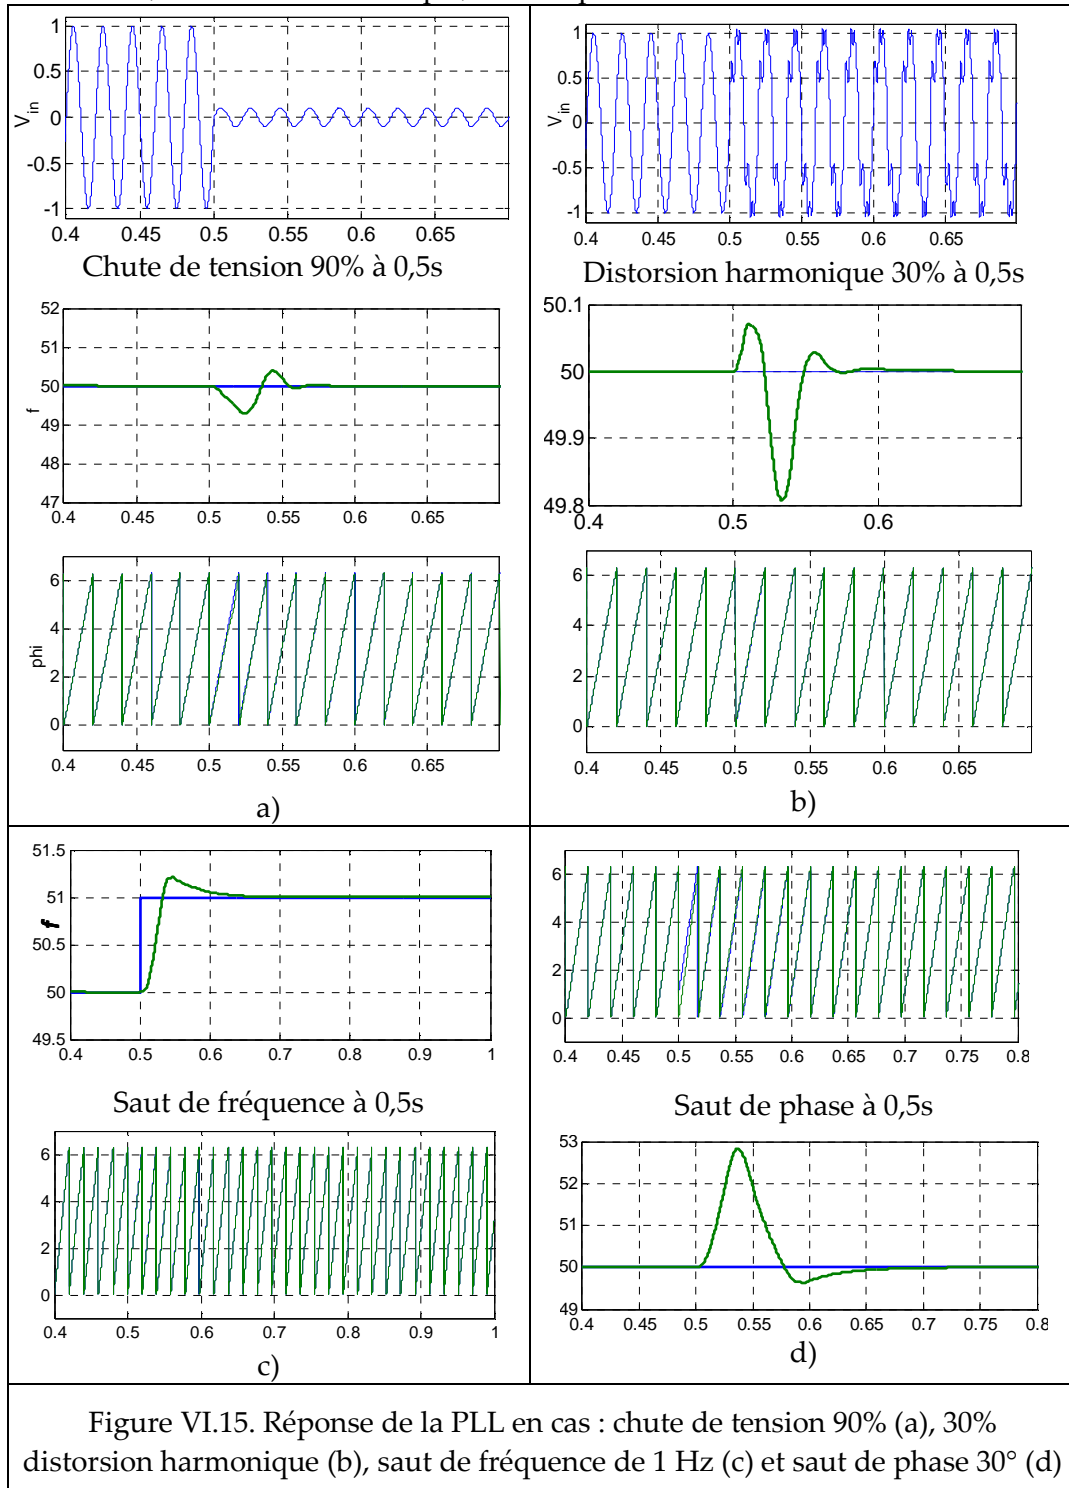 1
0.5
0
-0.5
-1
V_in
0.4 0.45 0.5 0.55 0.6 0.65
Chute de tension 90% à 0,5s
52
51
50
49
48
47
f
0.4 0.45 0.5 0.55 0.6 0.65
6
4
2
0
phi
0.4 0.45 0.5 0.55 0.6 0.65
a)
1
0.5
0
-0.5
-1
V_in
0.4 0.45 0.5 0.55 0.6 0.65
Distorsion harmonique 30% à 0,5s
50.1
50
49.9
49.8
0.4 0.5 0.6
6
4
2
0
0.4 0.45 0.5 0.55 0.6 0.65
b)
51.5
51
50.5
50
49.5
f
0.4 0.5 0.6 0.7 0.8 0.9 1
Saut de fréquence à 0,5s
6
4
2
0
0.4 0.5 0.6 0.7 0.8 0.9 1
c)
6
4
2
0
0.4 0.45 0.5 0.55 0.6 0.65 0.7 0.75 0.8
Saut de phase à 0,5s
53
52
51
50
49
0.4 0.45 0.5 0.55 0.6 0.65 0.7 0.75 0.8
d)
Figure VI.15. Réponse de la PLL en cas : chute de tension 90% (a), 30%
distorsion harmonique (b), saut de fréquence de 1 Hz (c) et saut de phase 30° (d)